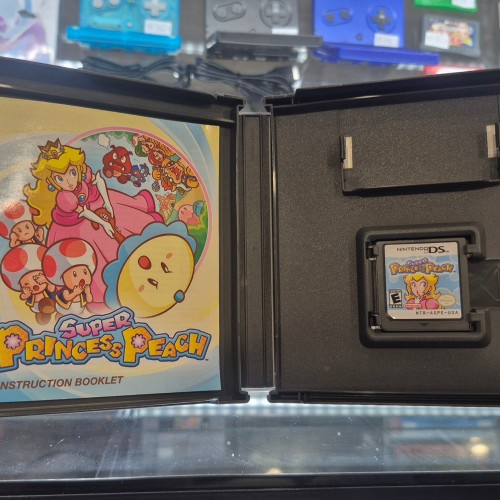 SUPER
PRINCESS PEACH
INSTRUCTION BOOKLET
NINTENDO DS
SUPER
PRINCESS PEACH
E
NTR-ASPE-USA